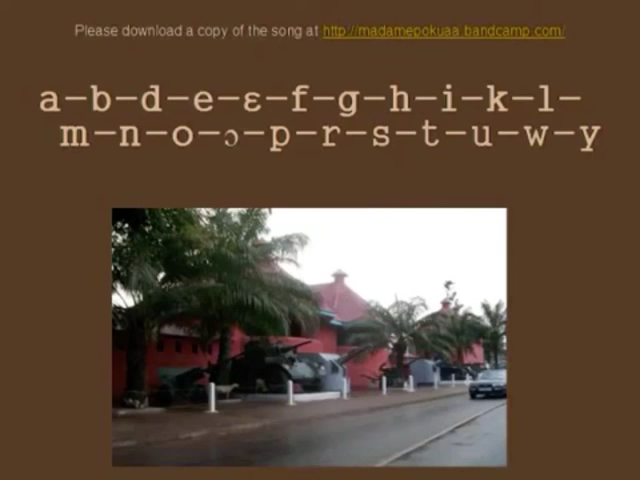 Please download a copy of the song at http://madamepokuaa.bandcamp.com/
a-b-d-e-ɛ-f-g-h-i-k-l-
m-n-o-ɔ-p-r-s-t-u-w-y